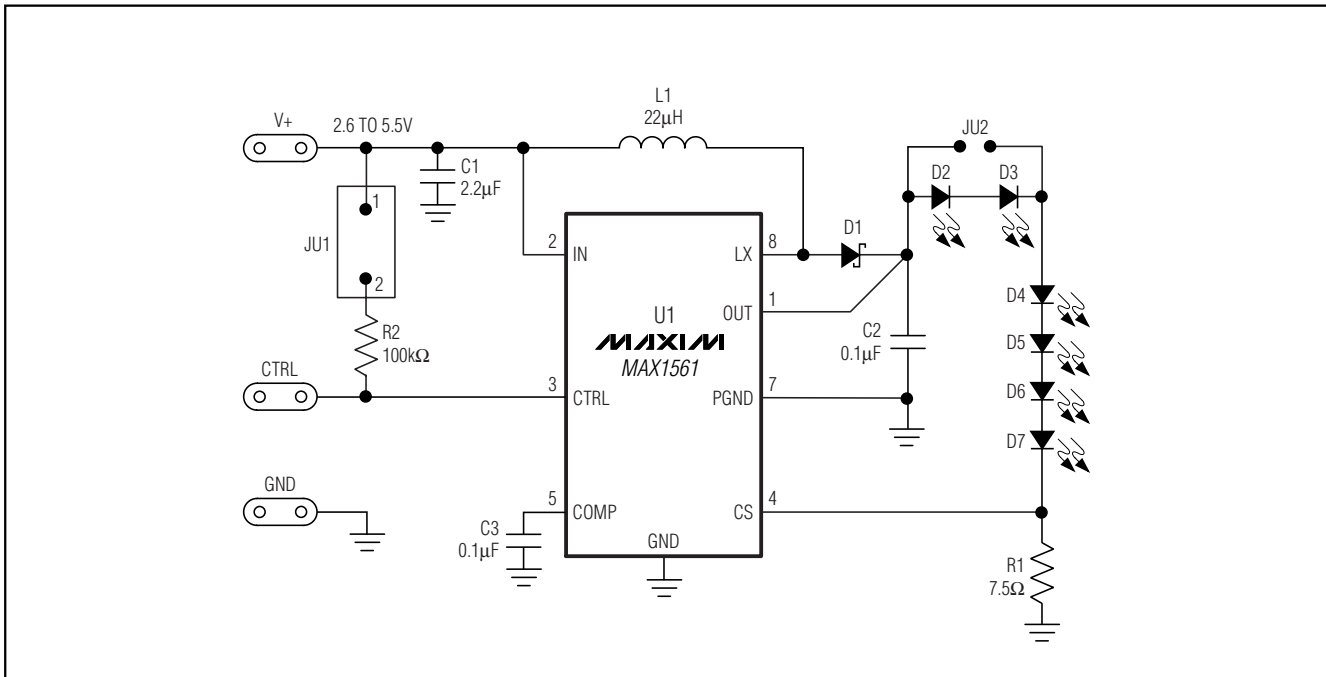 L1
22µH
V+
2.6 TO 5.5V
JU2
C1
2.2µF
D2
D3
1
JU1
2
D1
2
IN
LX
8
D4
OUT
1
U1
MAXIM
MAX1561
C2
0.1µF
D5
R2
100kΩ
CTRL
3
CTRL
PGND
7
D6
D7
GND
5
COMP
CS
4
C3
0.1µF
GND
R1
7.5Ω